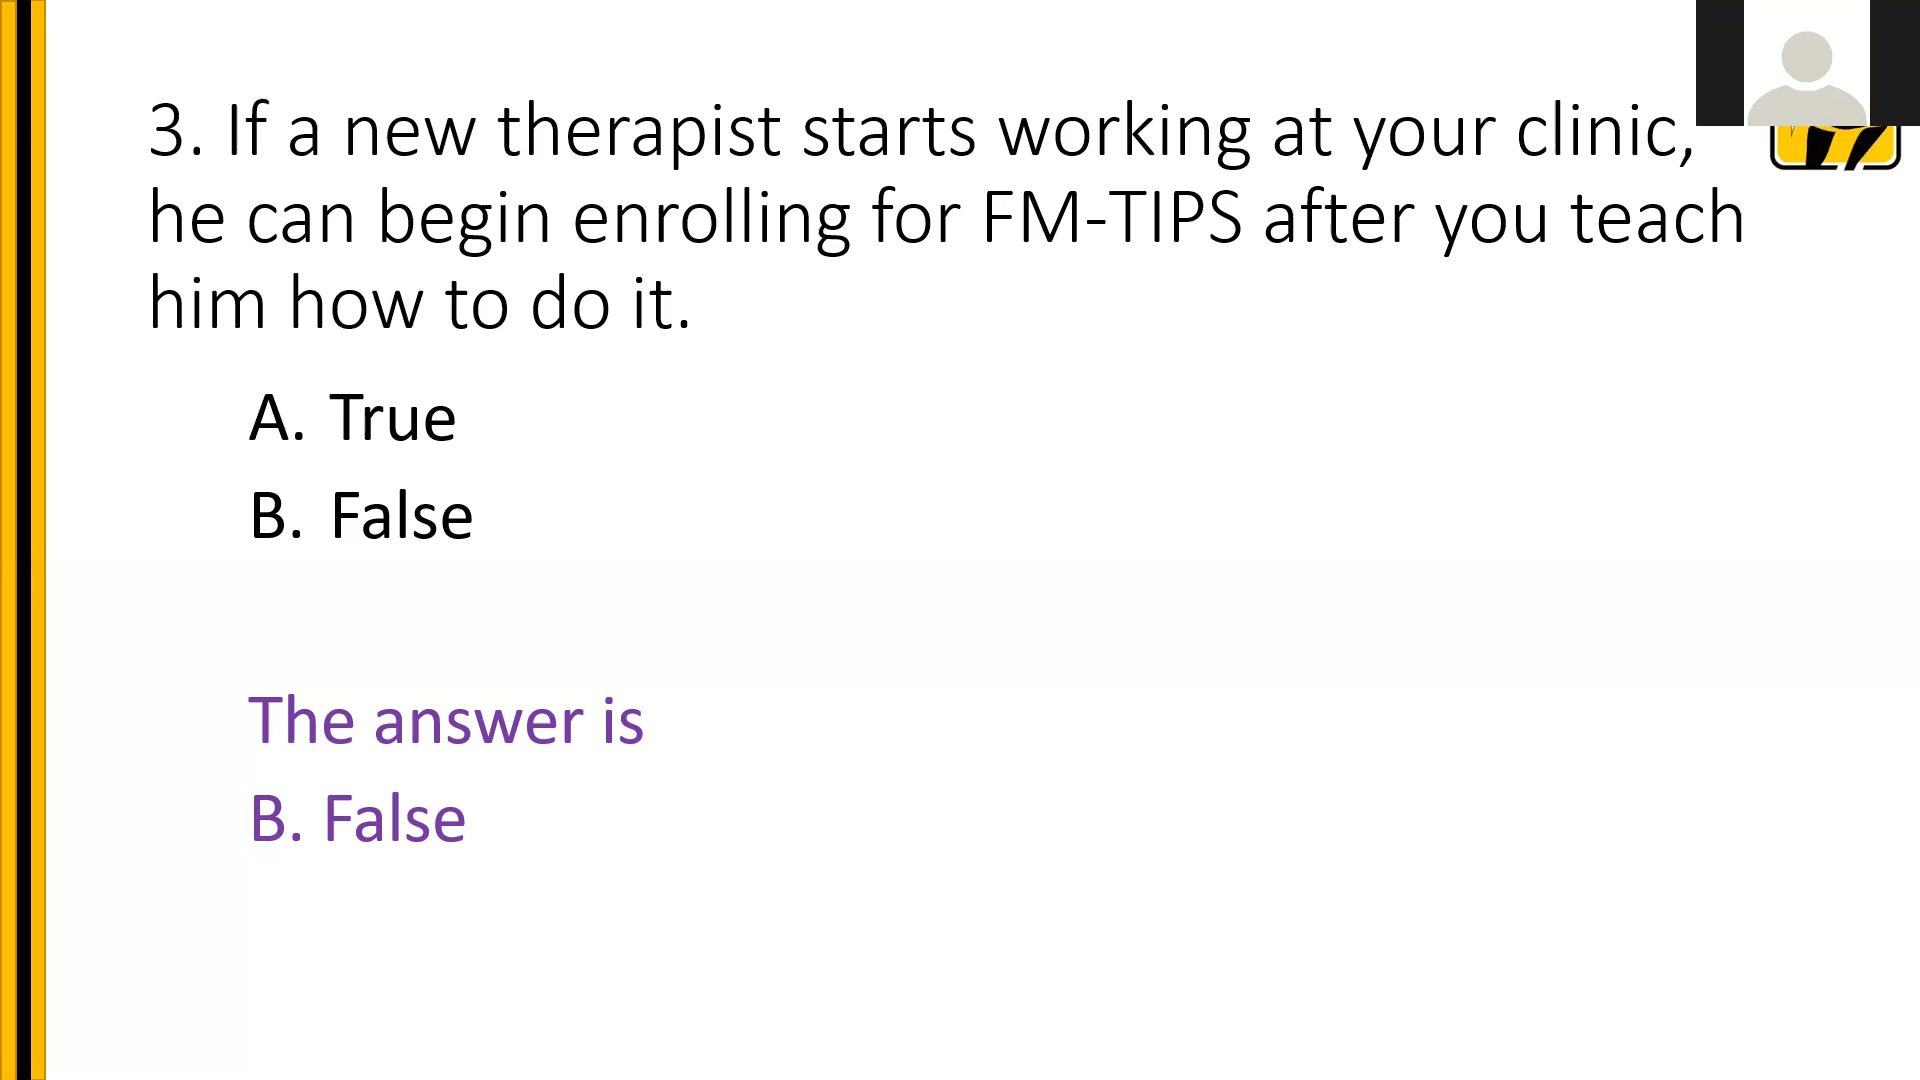 3. If a new therapist starts working at your clinic,
he can begin enrolling for FM-TIPS after you teach
him how to do it.
A. True
B. False
The answer is
B. False